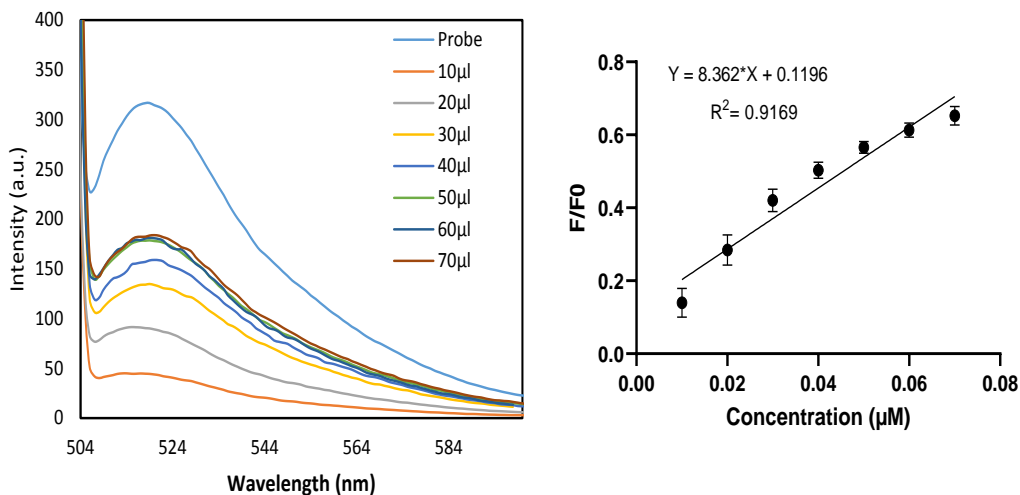 400
350
300
250
200
150
100
50
0
Intensity (a.u.)
504
524
544
564
584
Wavelength (nm)
Probe
10µl
20µl
30µl
40µl
50µl
60µl
70µl
Y = 8.362*X + 0.1196
R2= 0.9169
0.8
0.6
0.4
0.2
0.0
F/F0
0.00
0.02
0.04
0.06
0.08
Concentration (µM)